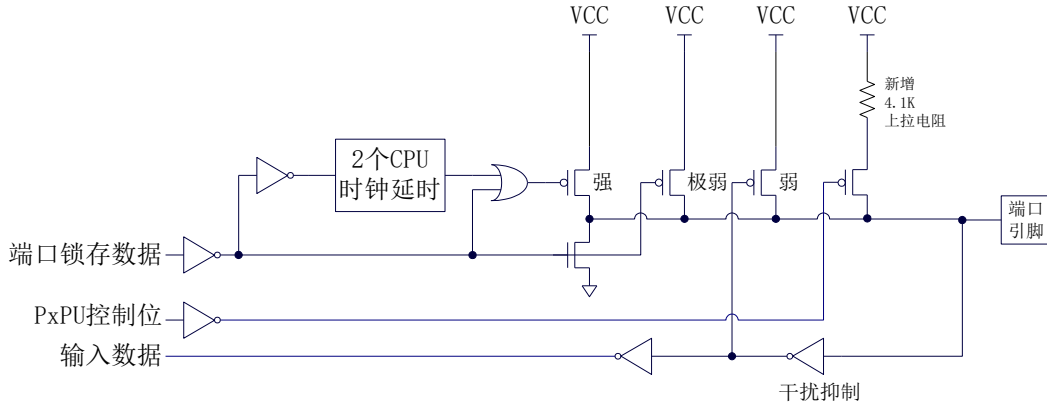 VCC
VCC
VCC
VCC
新增
4.1K
上拉电阻
2个CPU
时钟延时
强
极弱
弱
端口
引脚
端口锁存数据
PxPU控制位
输入数据
干扰抑制